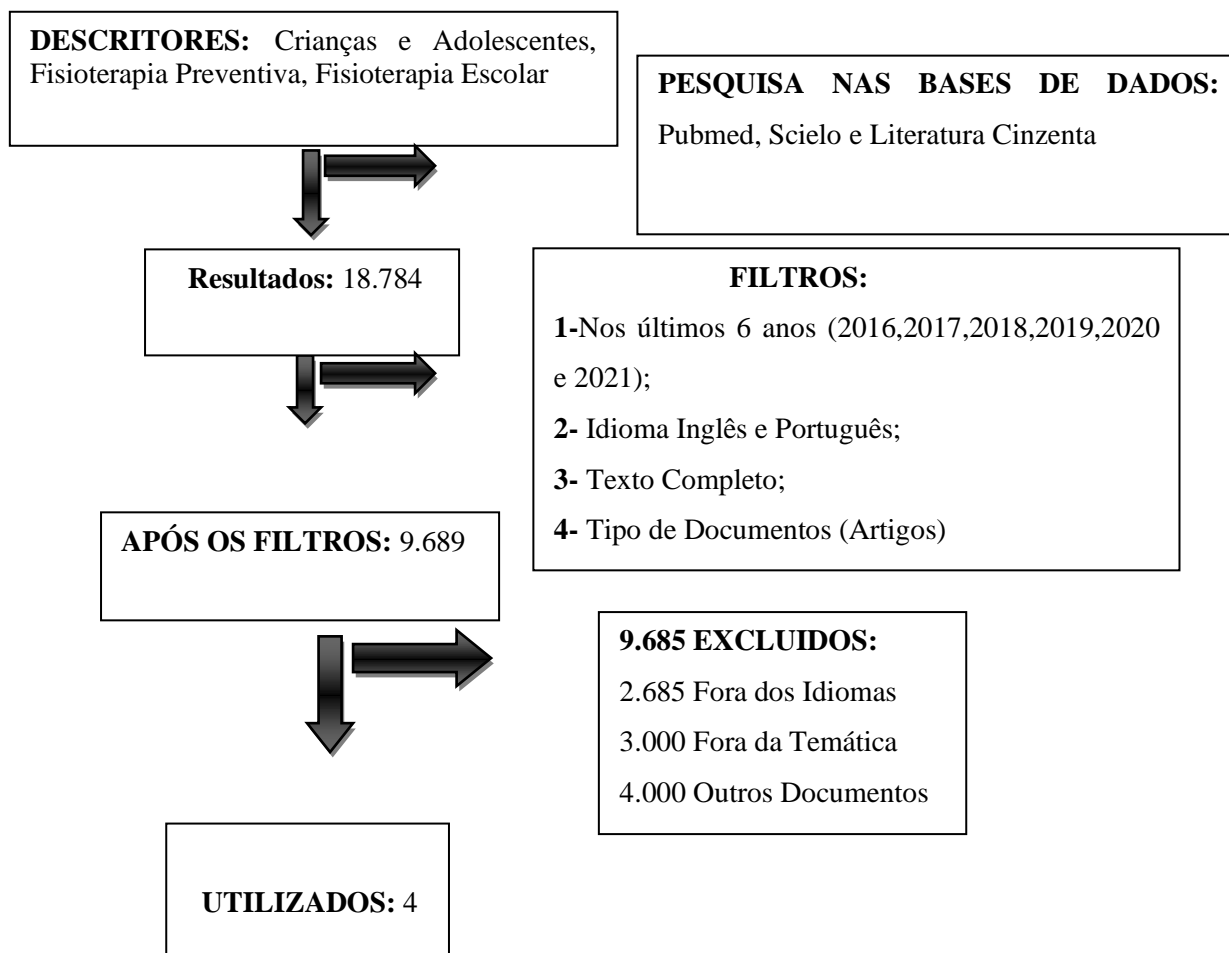 DESCRITORES: Crianças e Adolescentes,
Fisioterapia Preventiva, Fisioterapia Escolar
PESQUISA NAS BASES DE DADOS:
Pubmed, Scielo e Literatura Cinzenta
Resultados: 18.784
FILTROS:
1-Nos últimos 6 anos (2016,2017,2018,2019,2020
e 2021);
2- Idioma Inglês e Português;
3- Texto Completo;
4- Tipo de Documentos (Artigos)
APÓS OS FILTROS: 9.689
9.685 EXCLUIDOS:
2.685 Fora dos Idiomas
3.000 Fora da Temática
4.000 Outros Documentos
UTILIZADOS: 4